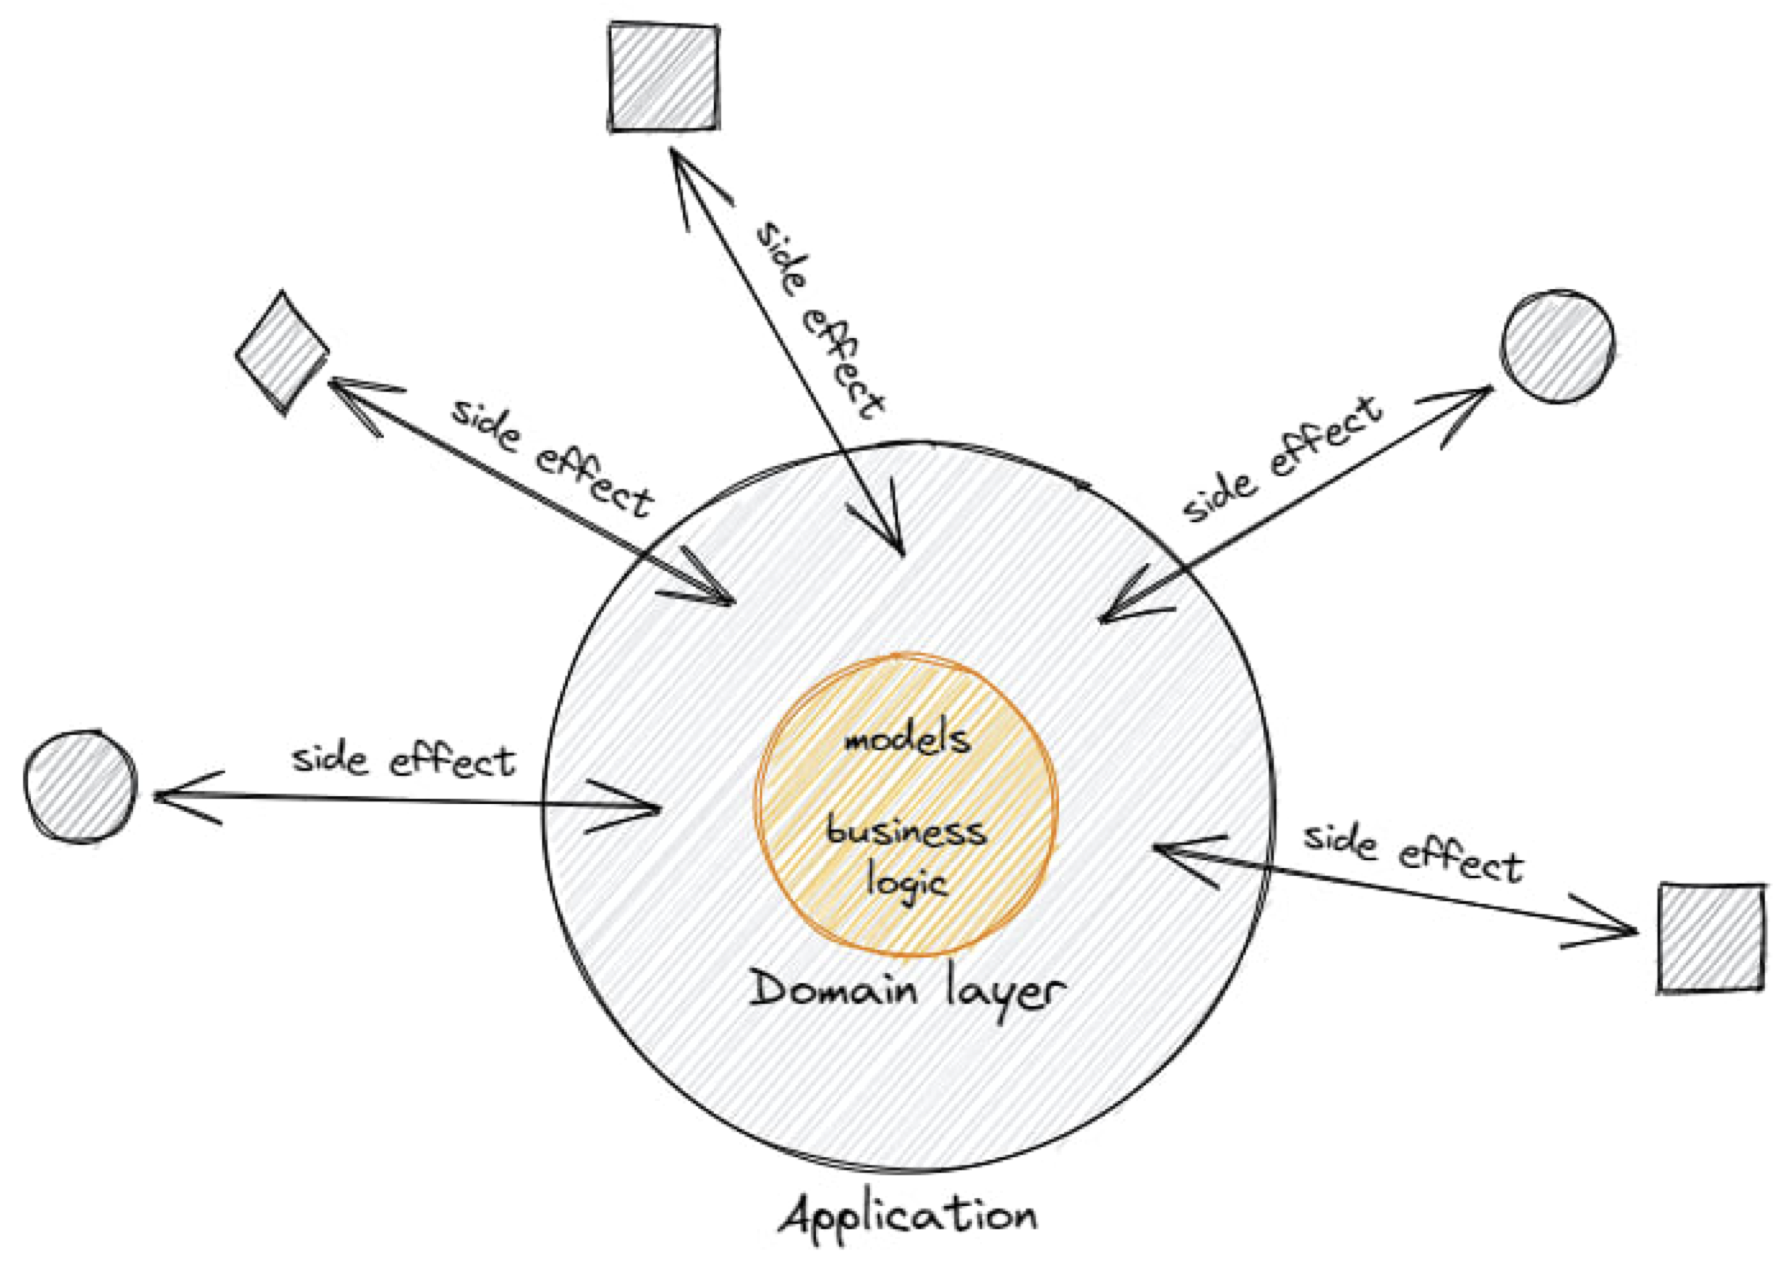 side effect
side effect
side effect
side effect
side effect
models
business
logic
Domain layer
Application